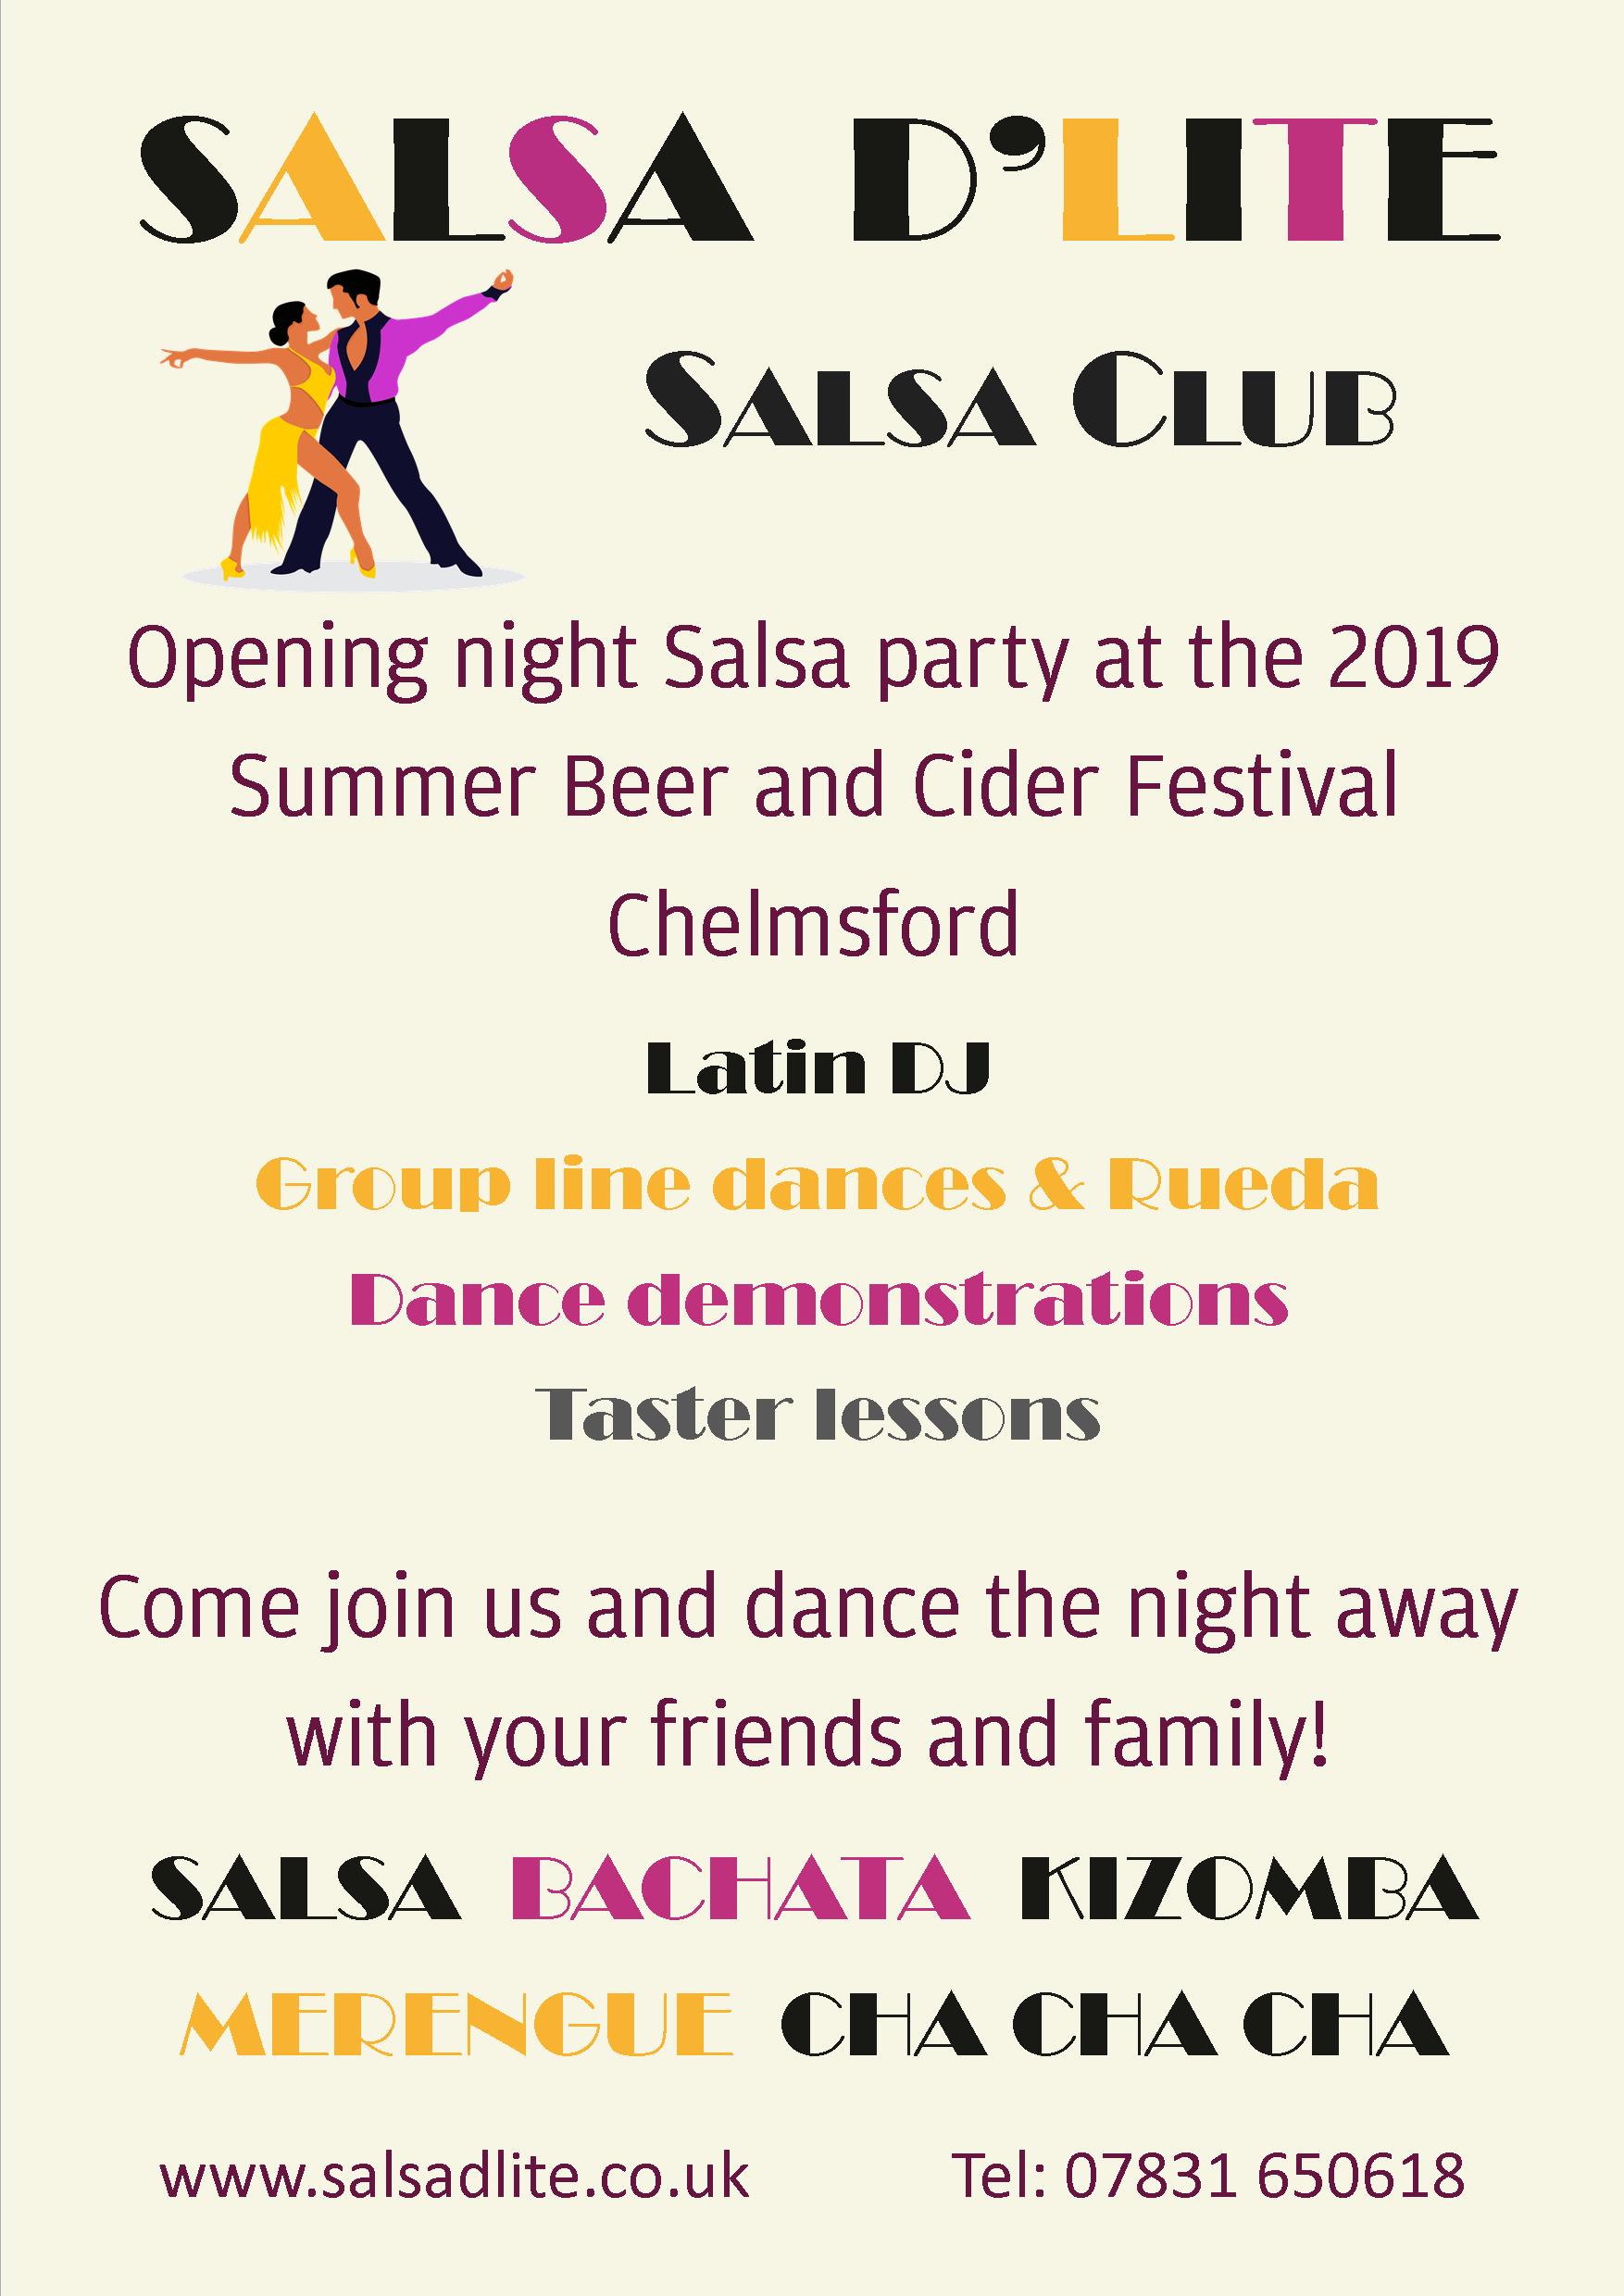 SALSA D’LITE
SALSA CLUB
Opening night Salsa party at the 2019
Summer Beer and Cider Festival
Chelmsford
Latin DJ
Group line dances & Rueda
Dance demonstrations
Taster lessons
Come join us and dance the night away
with your friends and family!
SALSA BACHATA KIZOMBA
MERENGUE CHA CHA CHA
www.salsadlite.co.uk Tel: 07831 650618